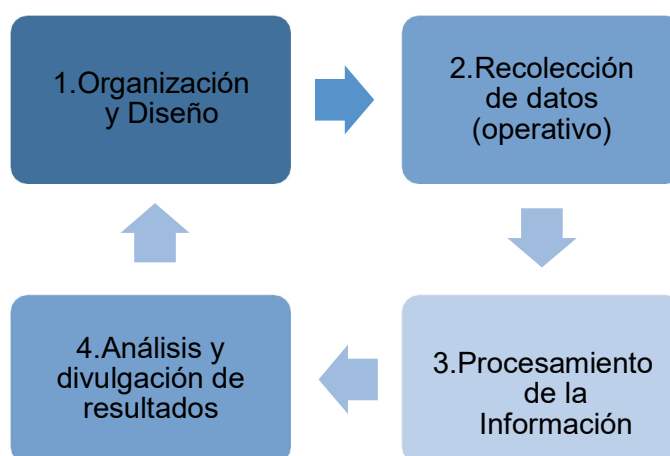 1.Organización
y Diseño
2.Recolección
de datos
(operativo)
3.Procesamiento
de la
Información
4.Análisis y
divulgación de
resultados